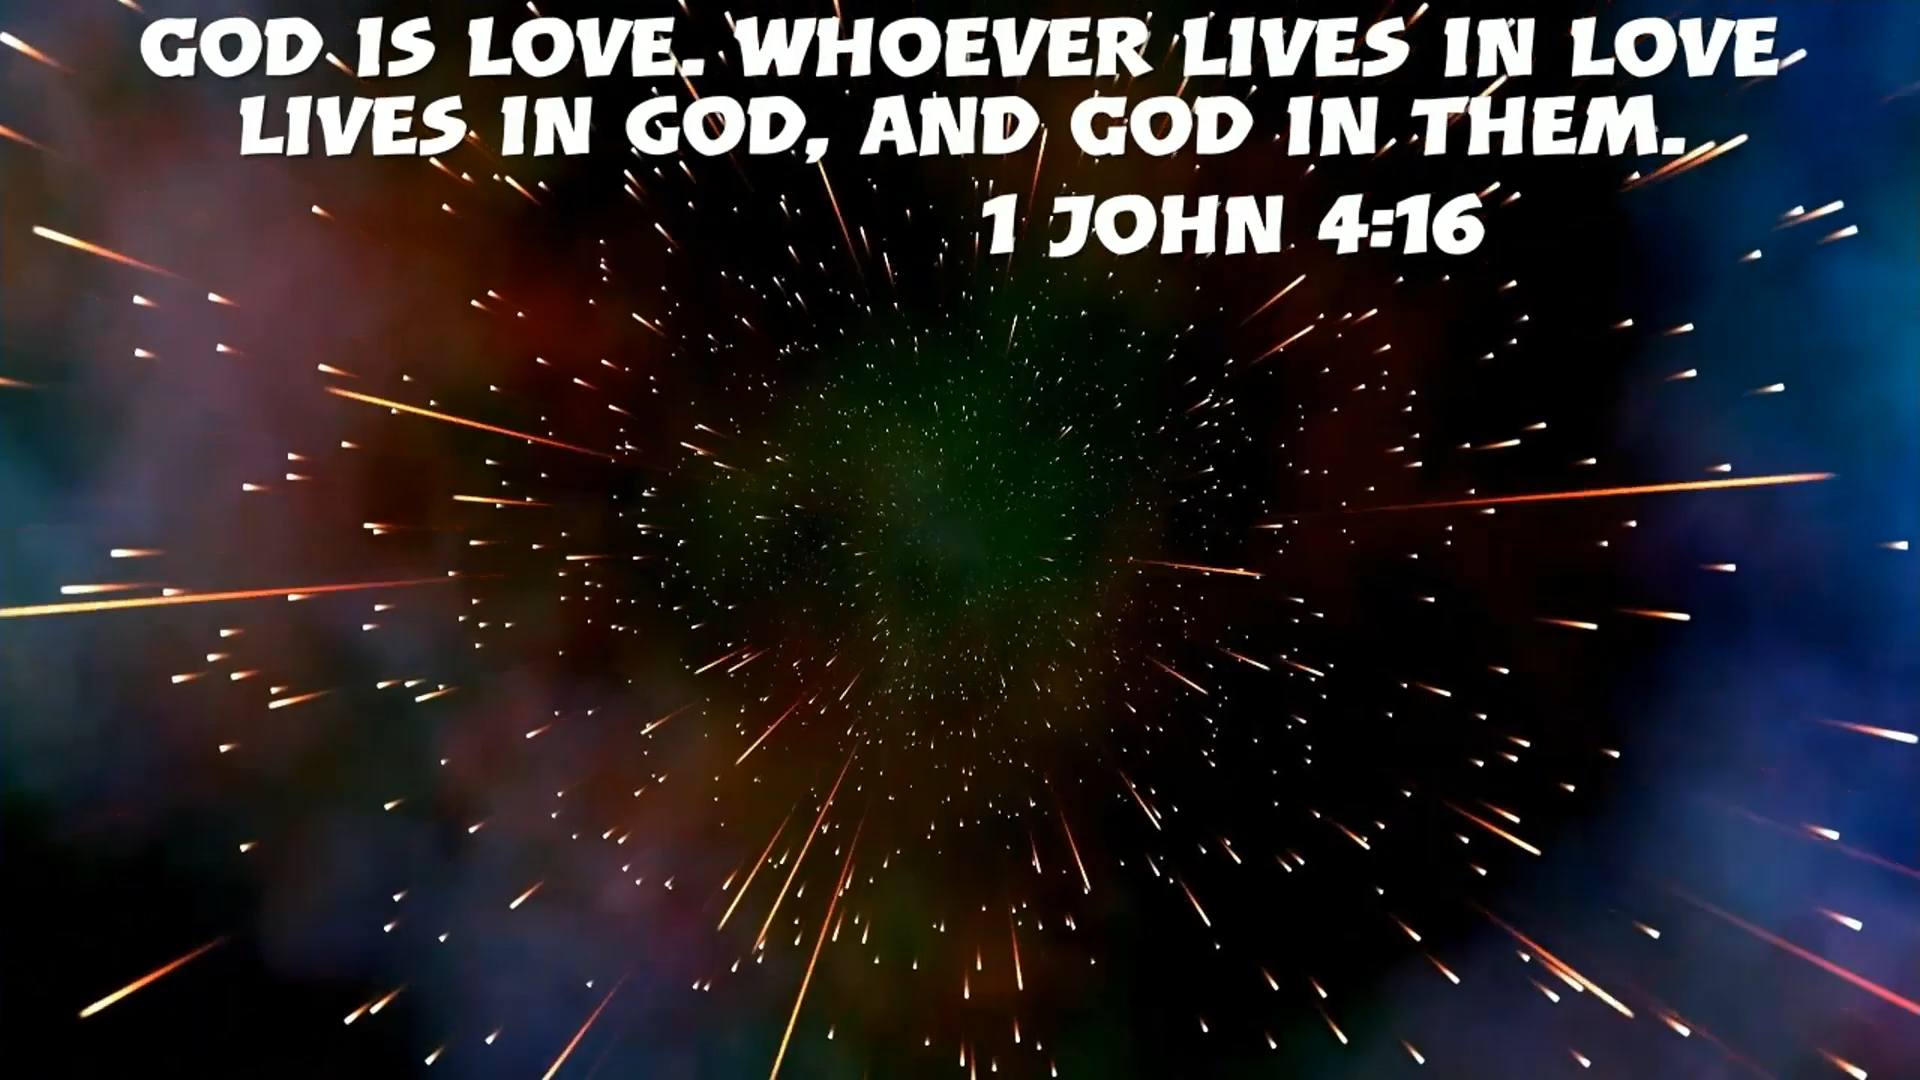 GOD IS LOVE. WHOEVER LIVES IN LOVE
LIVES IN GOD, AND GOD IN THEM.
1 JOHN 4:16